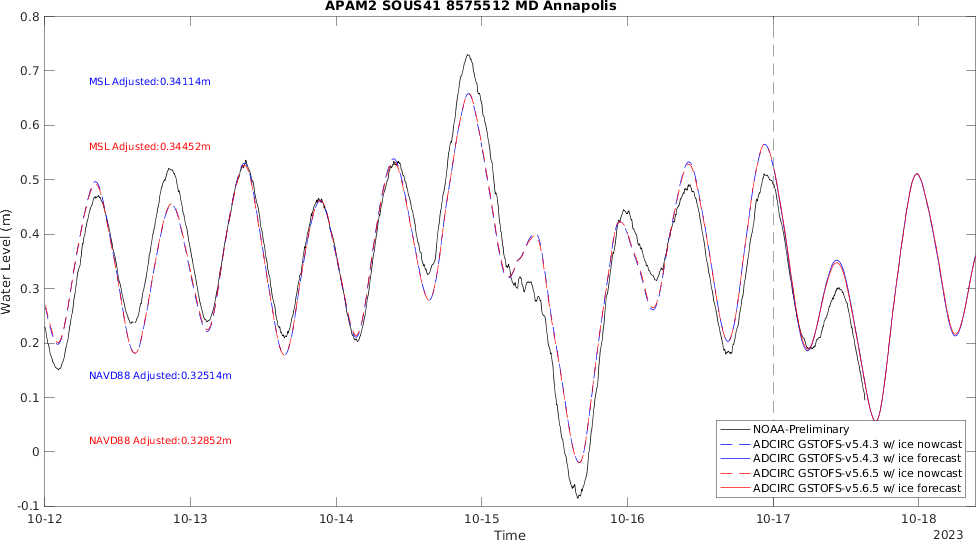 APAM2 SOUS41 8575512 MD Annapolis
0.8
0.7
0.6
0.5
0.4
0.3
0.2
0.1
0
-0.1
Water Level (m)
MSL Adjusted:0.34114m
MSL Adjusted:0.34452m
NAVD88 Adjusted:0.32514m
NAVD88 Adjusted:0.32852m
NOAA-Preliminary
ADCIRC GSTOFS-v5.4.3 w/ ice nowcast
ADCIRC GSTOFS-v5.4.3 w/ ice forecast
ADCIRC GSTOFS-v5.6.5 w/ ice nowcast
ADCIRC GSTOFS-v5.6.5 w/ ice forecast
10-12 10-13 10-14 10-15 10-16 10-17 10-18
Time
2023